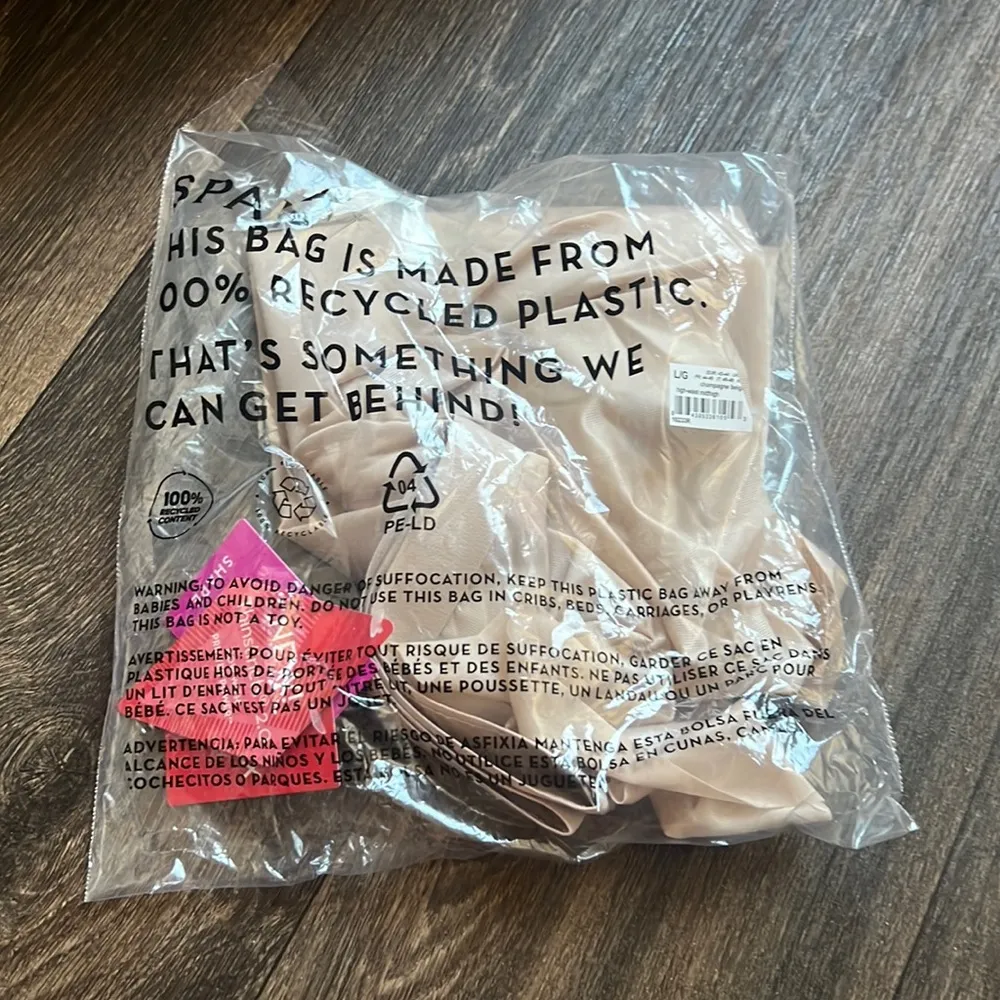 SPA
HIS BAG IS MADE FROM
00% RECYCLED PLASTIC.
THAT'S SOMETHING WE
CAN GET BEHIND!
L/G
champagne beige
high-waist midthigh
100%
RECYCLED
CONTENT
04
PE-LD
WARNING: TO AVOID DANGER OF SUFFOCATION, KEEP THIS PLASTIC BAG AWAY FROM
BABIES AND CHILDREN. DO NOT USE THIS BAG IN CRIBS, BEDS, CARRIAGES, OR PLAYPENS.
THIS BAG IS NOT A TOY.
AVERTISSEMENT: POUR ÉVITER TOUT RISQUE DE SUFFOCATION, GARDER CE SAC EN
PLASTIQUE HORS DE PORTÉE DES BÉBÉS ET DES ENFANTS. NE PAS UTILISER CE SAC DANS
UN LIT D'ENFANT OU TOUT AUTRE LIT, UNE POUSSETTE, UN LANDAU OU UN PARC POUR
BÉBÉ. CE SAC N'EST PAS UN JOUET.
ADVERTENCIA: PARA EVITAR EL RIESGO DE ASFIXIA MANTENGA ESTA BOLSA FUERA DEL
ALCANCE DE LOS NIÑOS Y LOS BEBÉS. NO UTILICE ESTA BOLSA EN CUNAS, CAMAS,
COCHECITOS O PARQUES. ESTA BOLSA NO ES UN JUGUETE.